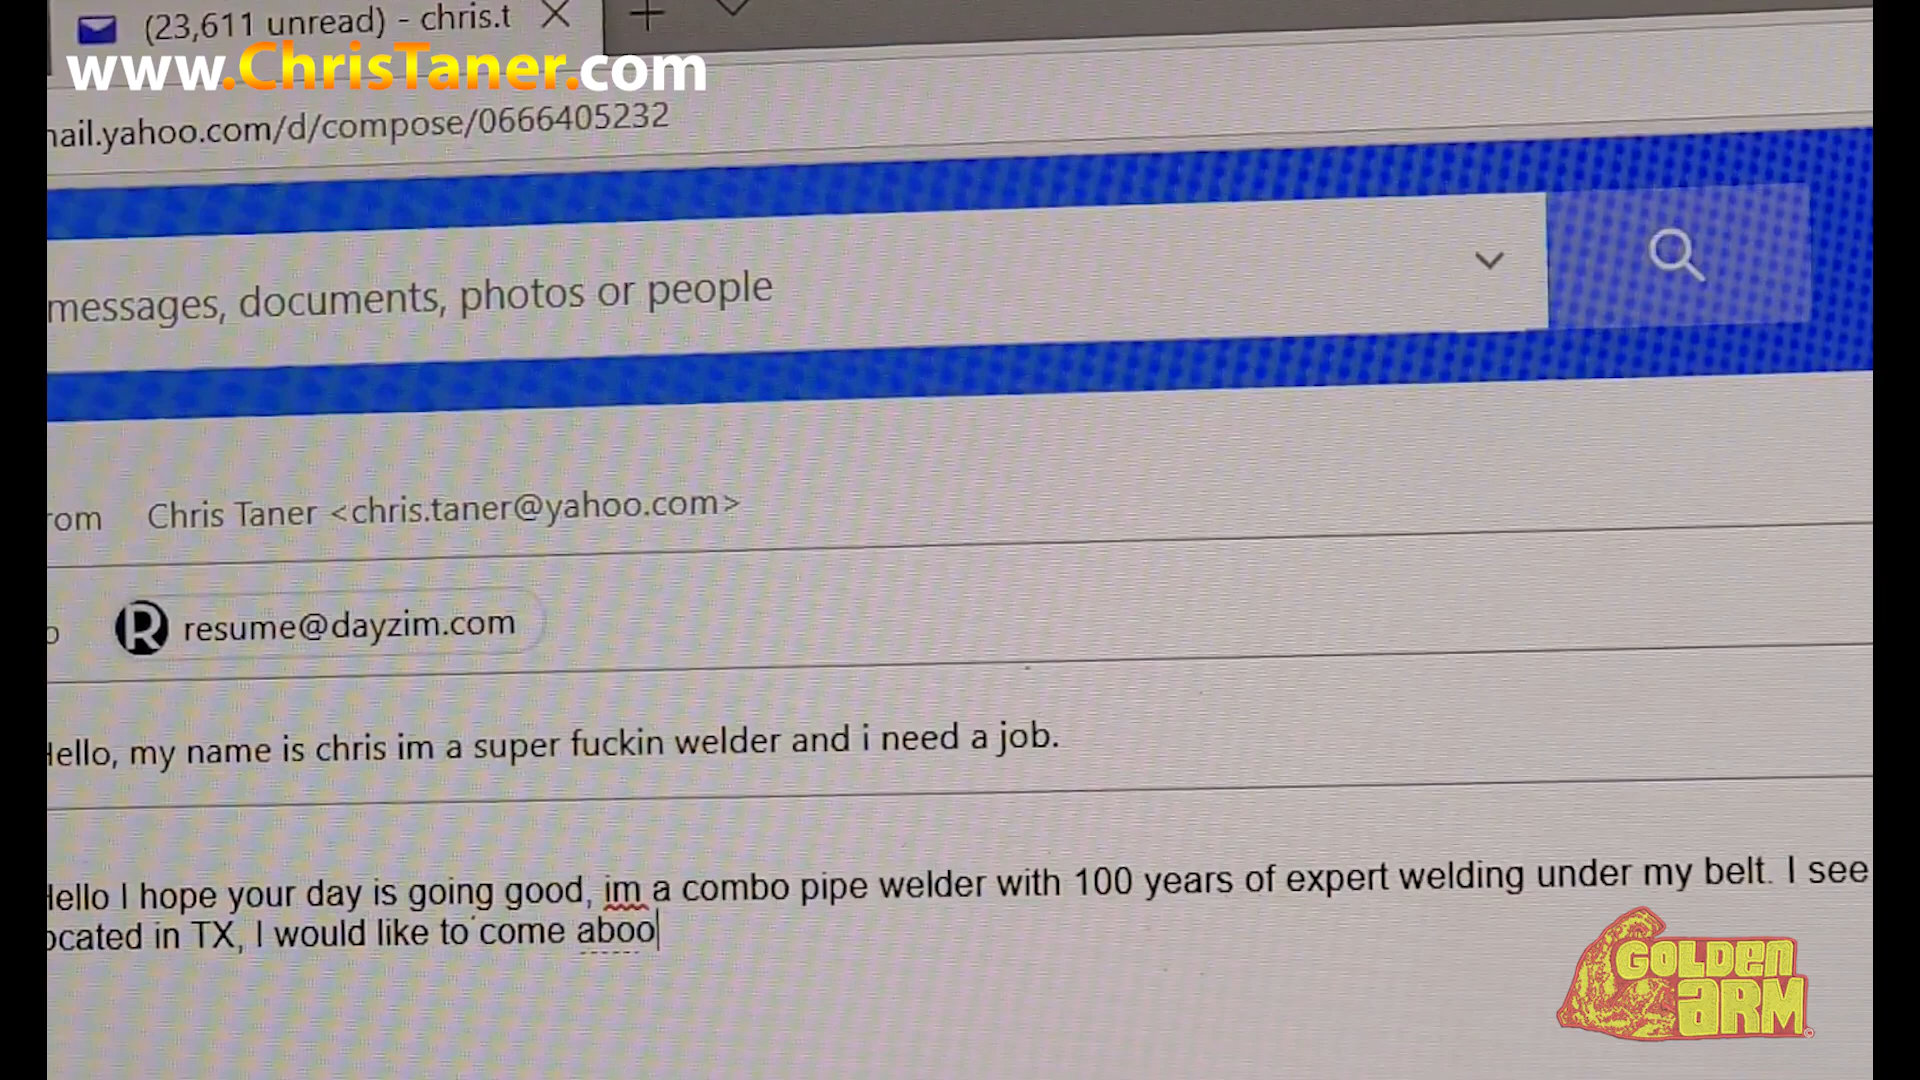 (23,611 unread) - chris.t
www.ChrisTaner.com
mail.yahoo.com/d/compose/0666405232
messages, documents, photos or people
rom Chris Taner <chris.taner@yahoo.com>
o R resume@dayzim.com
Hello, my name is chris im a super fuckin welder and i need a job.
Hello I hope your day is going good, im a combo pipe welder with 100 years of expert welding under my belt. I see
ocated in TX, I would like to come aboo
GOLDEN
ARM